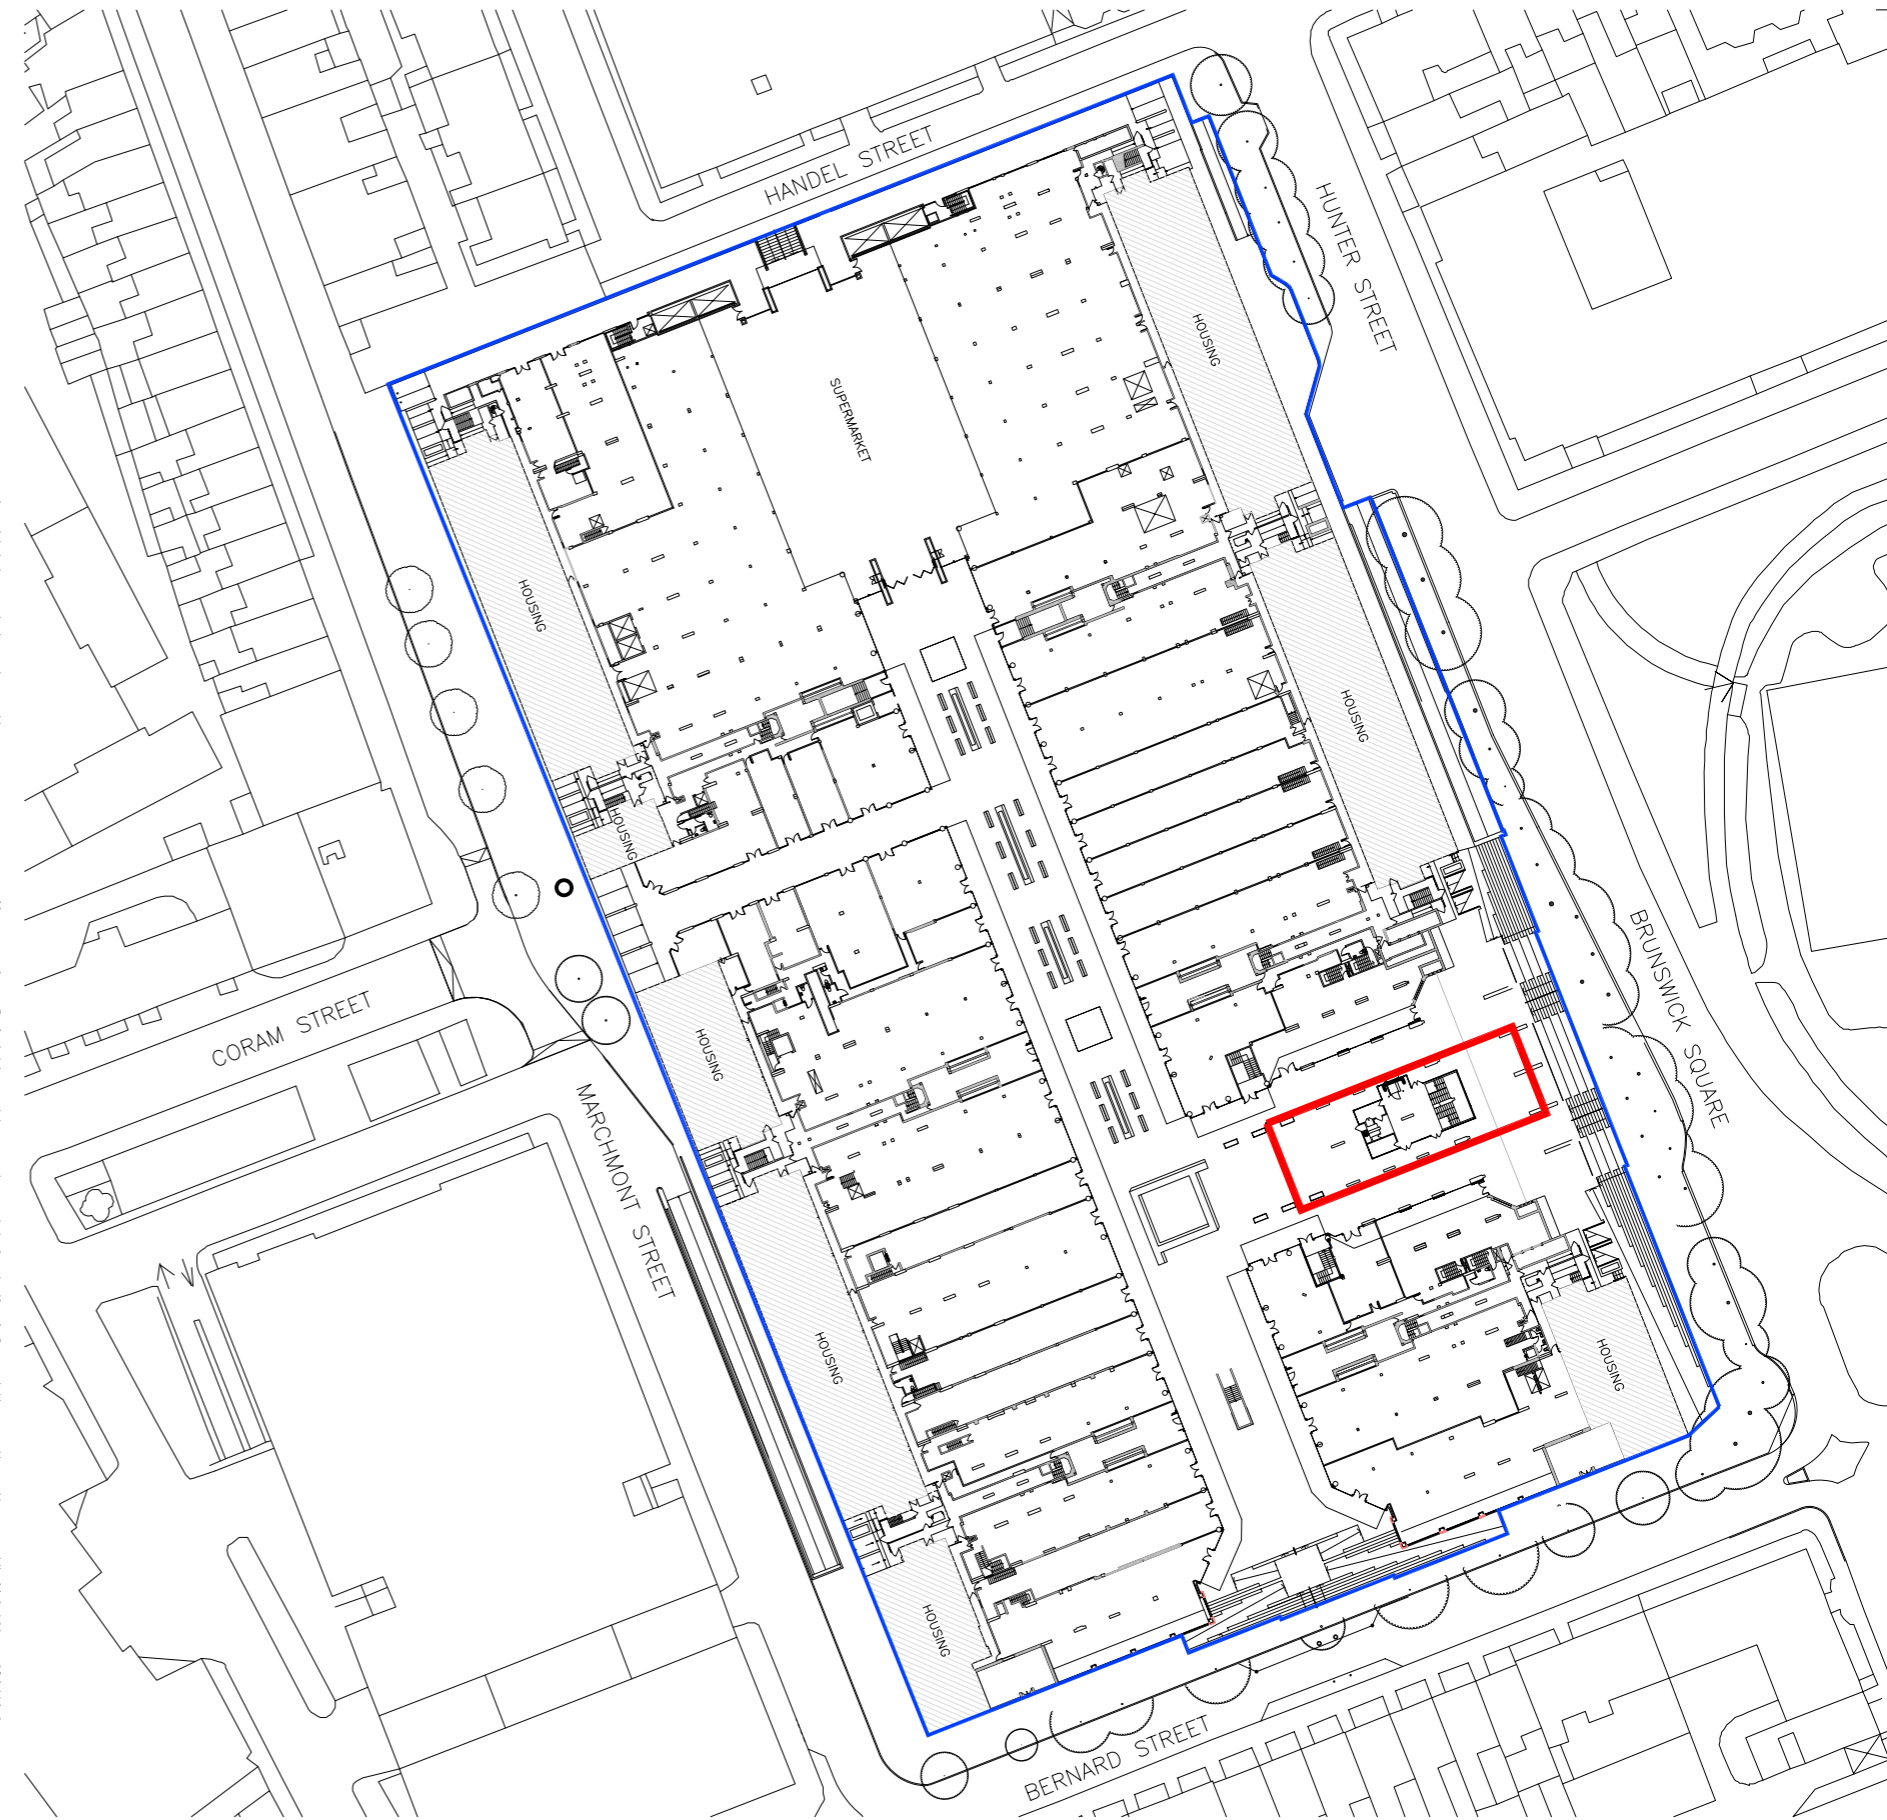 HANDEL STREET
HUNTER STREET
HOUSING
SUPERMARKET
HOUSING
HOUSING
HOUSING
BRUNSWICK SQUARE
CORAM STREET
HOUSING
MARCHMONT STREET
HOUSING
HOUSING
HOUSING
BERNARD STREET